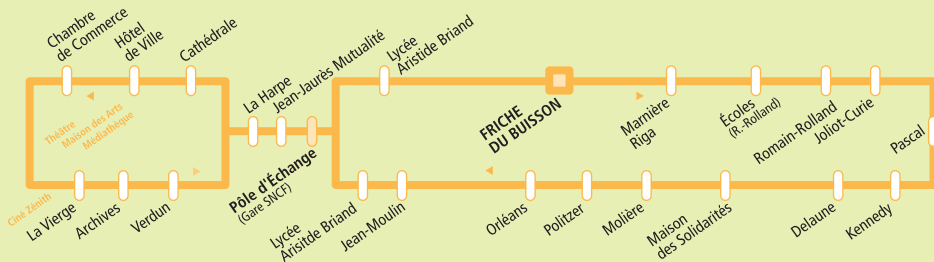 Chambre
de Commerce
Hôtel
de Ville
Cathédrale
Théâtre
Maison des Arts
Médiathèque
Ciné Zénith
La Vierge
Archives
Verdun
La Harpe
Jean-Jaurès Mutualité
Pôle d'Échange
(Gare SNCF)
Lycée
Aristide Briand
FRICHE
DU BUISSON
Marnière
Riga
Écoles
(R.-Rolland)
Romain-Rolland
Joliot-Curie
Pascal
Lycée
Arisitde Briand
Jean-Moulin
Orléans
Politzer
Molière
Maison
des Solidarités
Delaune
Kennedy